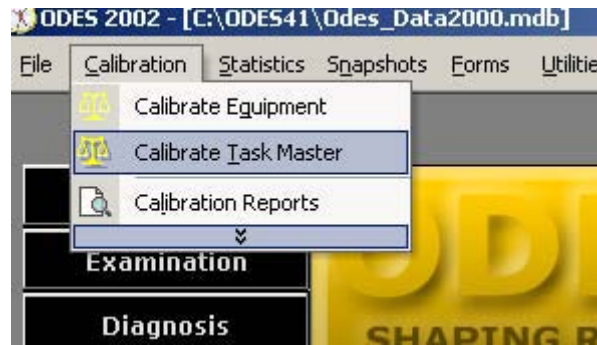 ODES 2002 - [C:\ODES41\Odes_Data2000.mdb]
File Calibration Statistics Snapshots Forms
Calibrate Equipment
Calibrate Task Master
Calibration Reports
Examination
Diagnosis
SHAPING